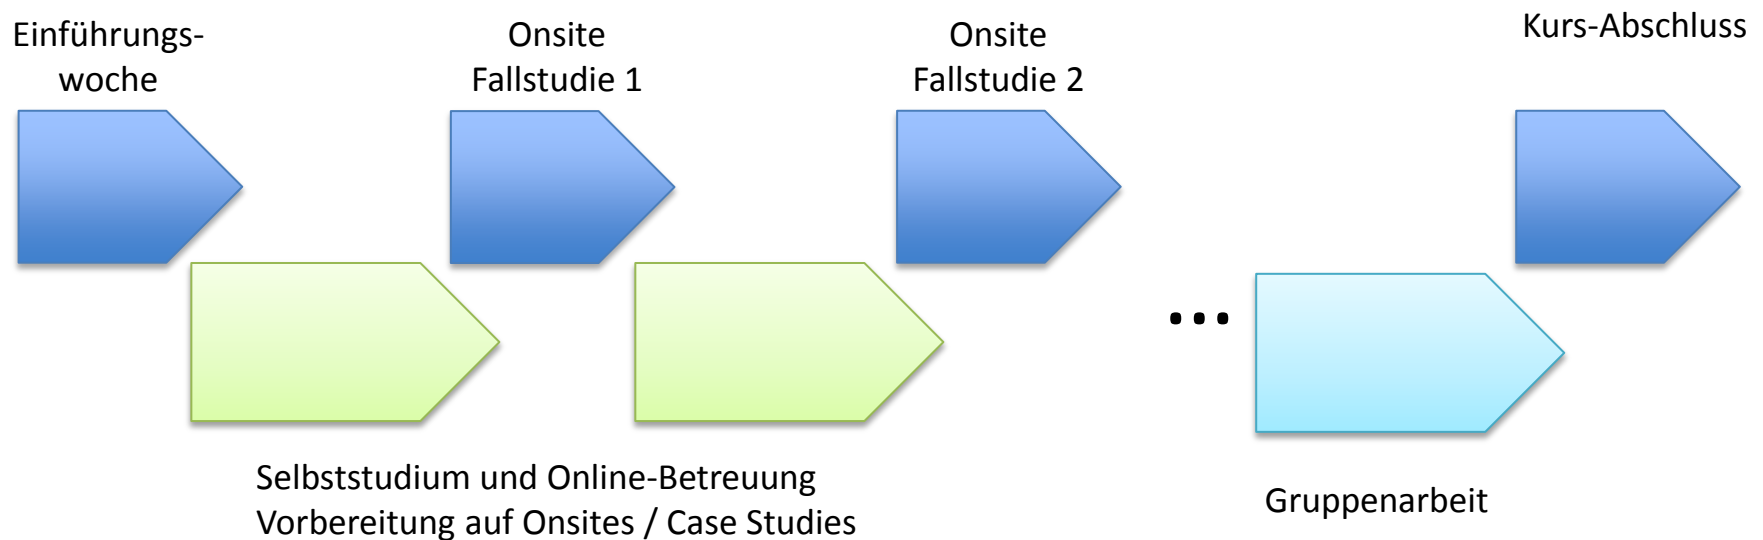 Einführungs-
woche
Onsite
Fallstudie 1
Onsite
Fallstudie 2
Kurs-Abschluss
...
Selbststudium und Online-Betreuung
Vorbereitung auf Onsites / Case Studies
Gruppenarbeit